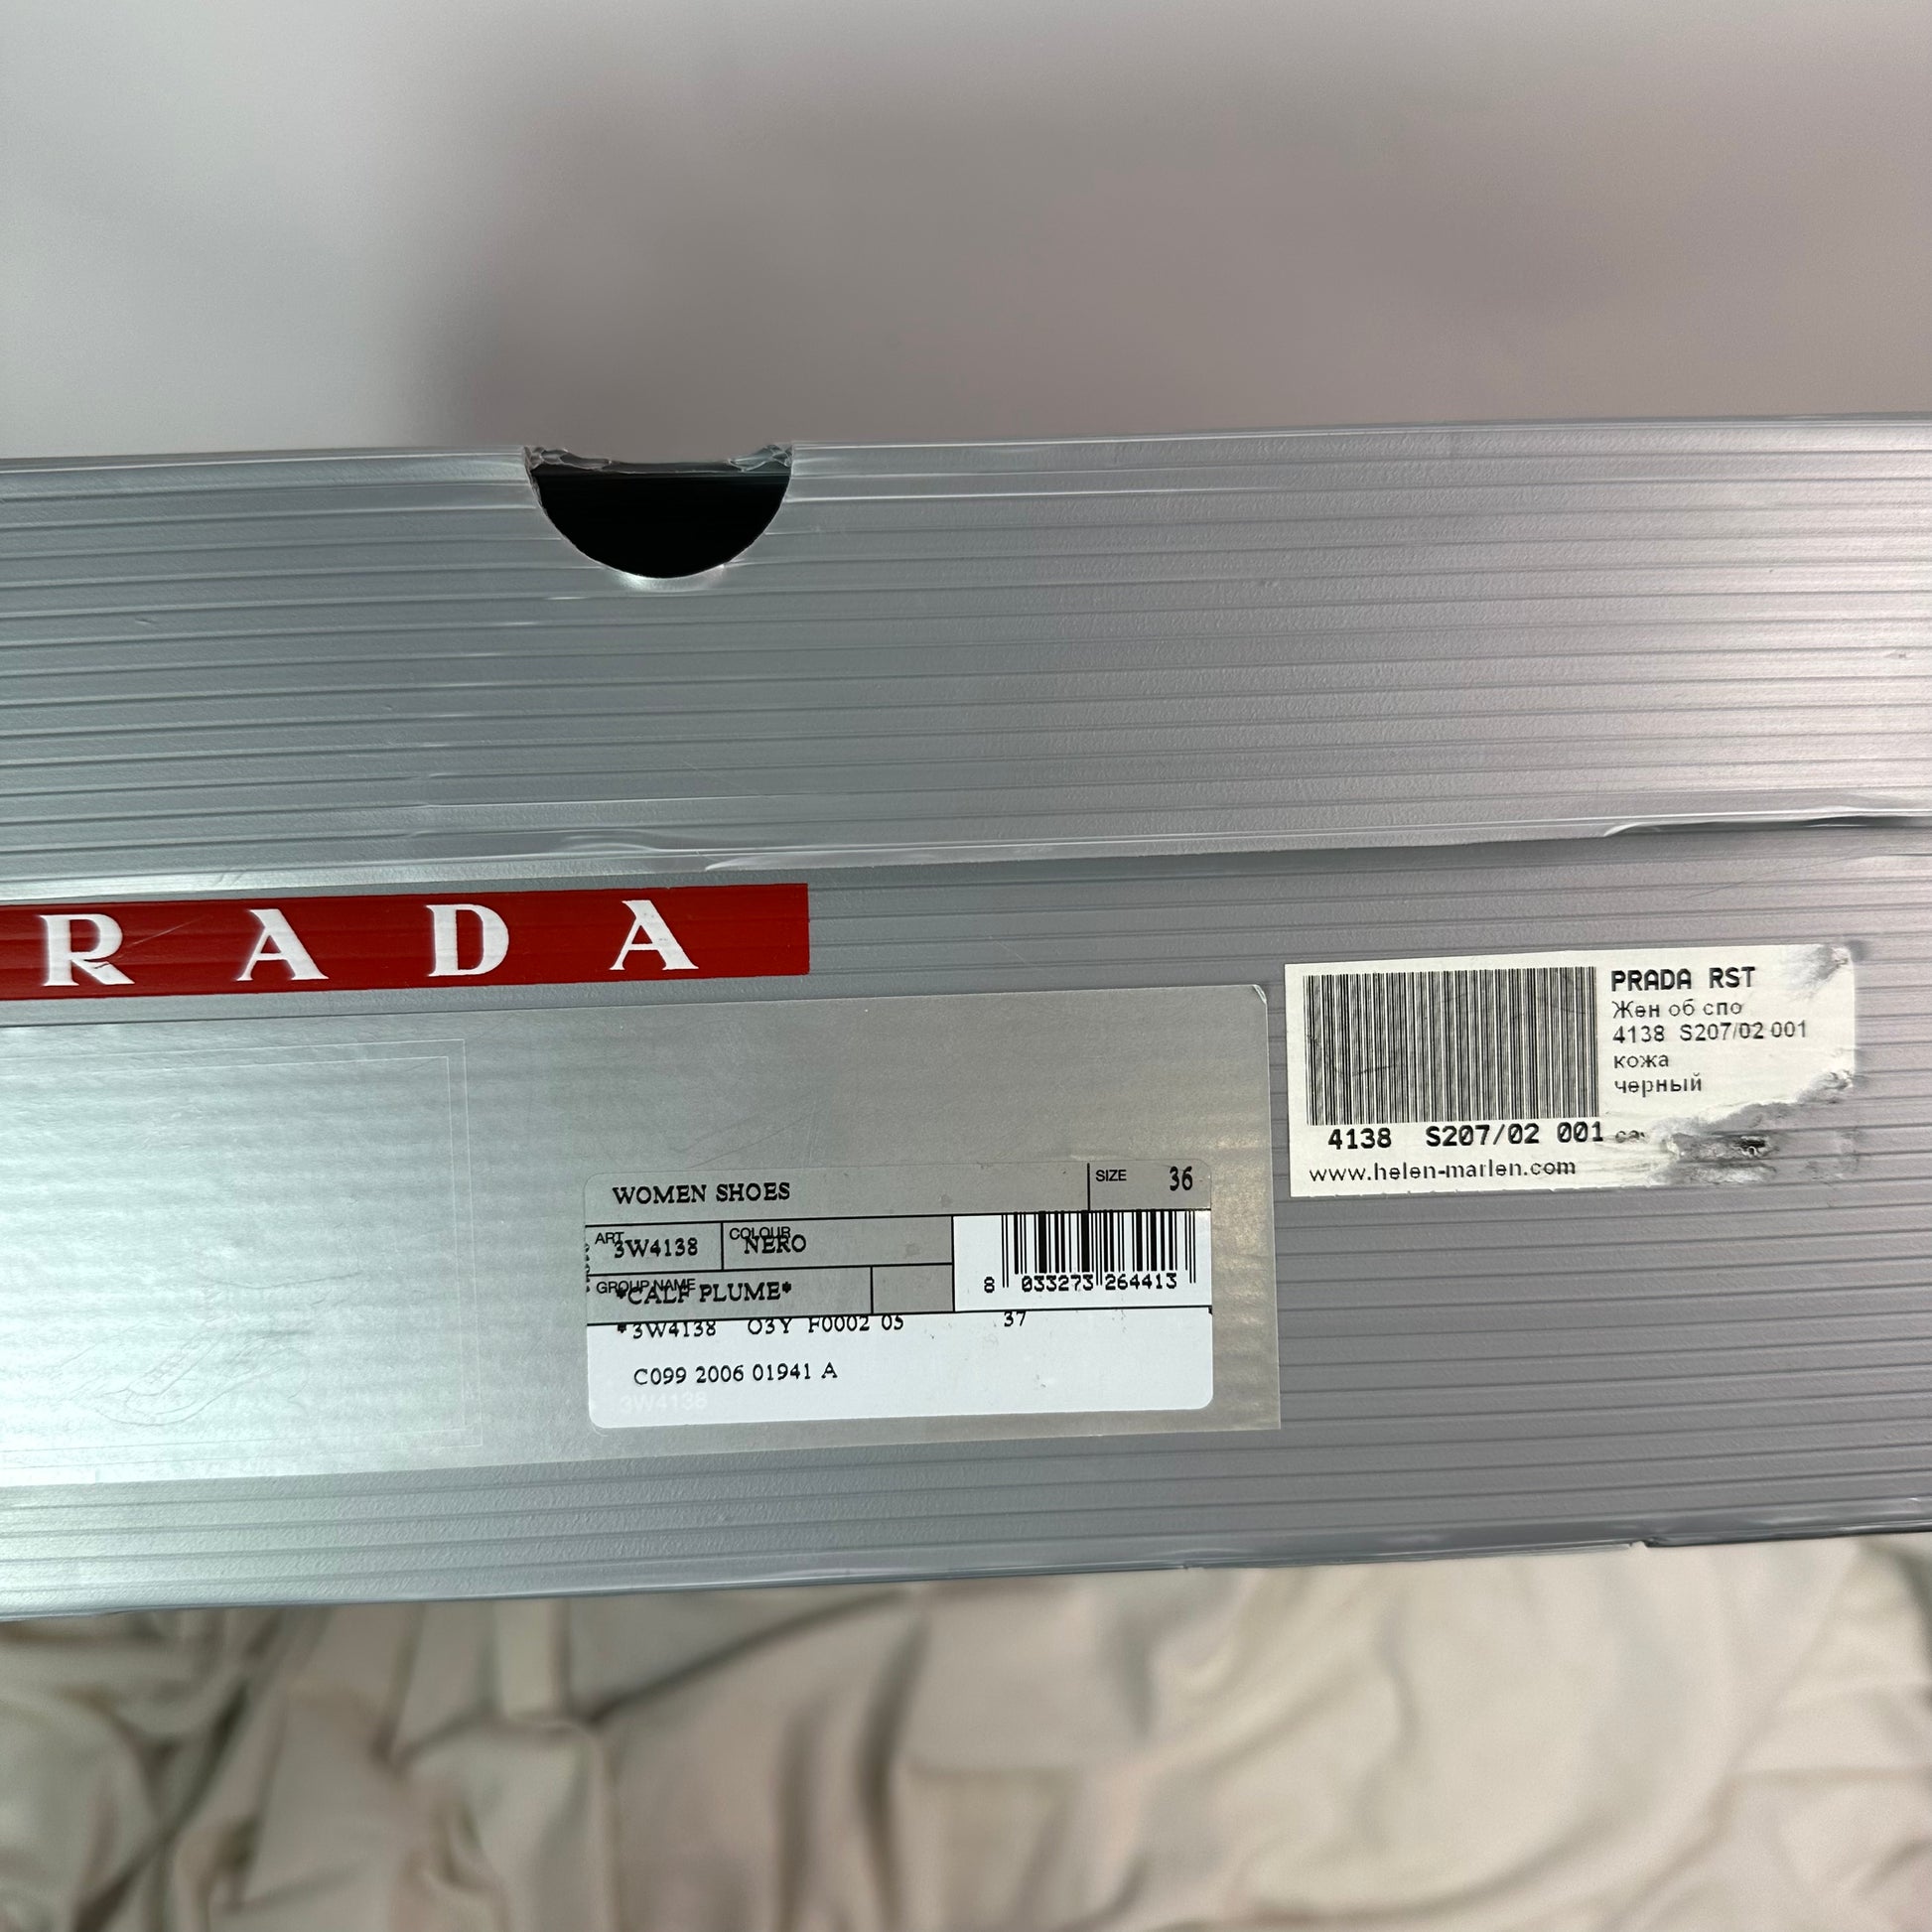 RADA
WOMEN SHOES
SIZE 36
ART. 3W4138
COLOUR NERO
GROUP NAME
*CALF PLUME*
8 033273 264413
*3W4138 O3Y F0002 05 37
C099 2006 01941 A
3W4138
PRADA RST
Жен об спо
4138 S207/02 001
кожа
черный
4138 S207/02 001
www.helen-marlen.com